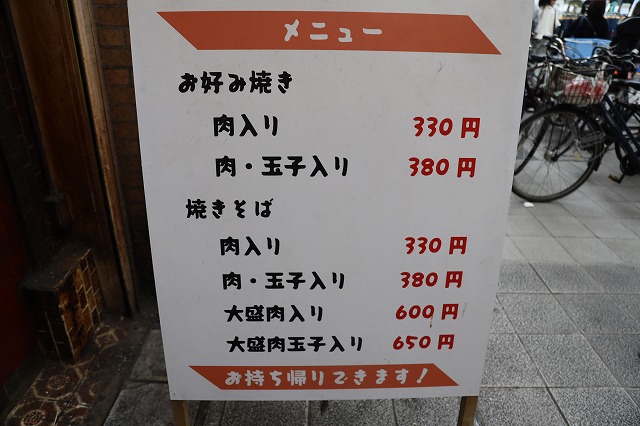 メニュー
お好み焼き
肉入り 330円
肉・玉子入り 380円
焼きそば
肉入り 330円
肉・玉子入り 380円
大盛肉入り 600円
大盛肉玉子入り 650円
お持ち帰りできます！